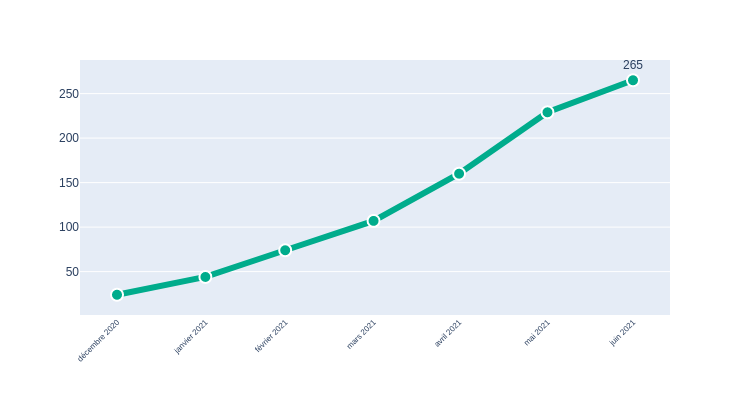 265
250
200
150
100
50
décembre 2020
janvier 2021
février 2021
mars 2021
avril 2021
mai 2021
juin 2021